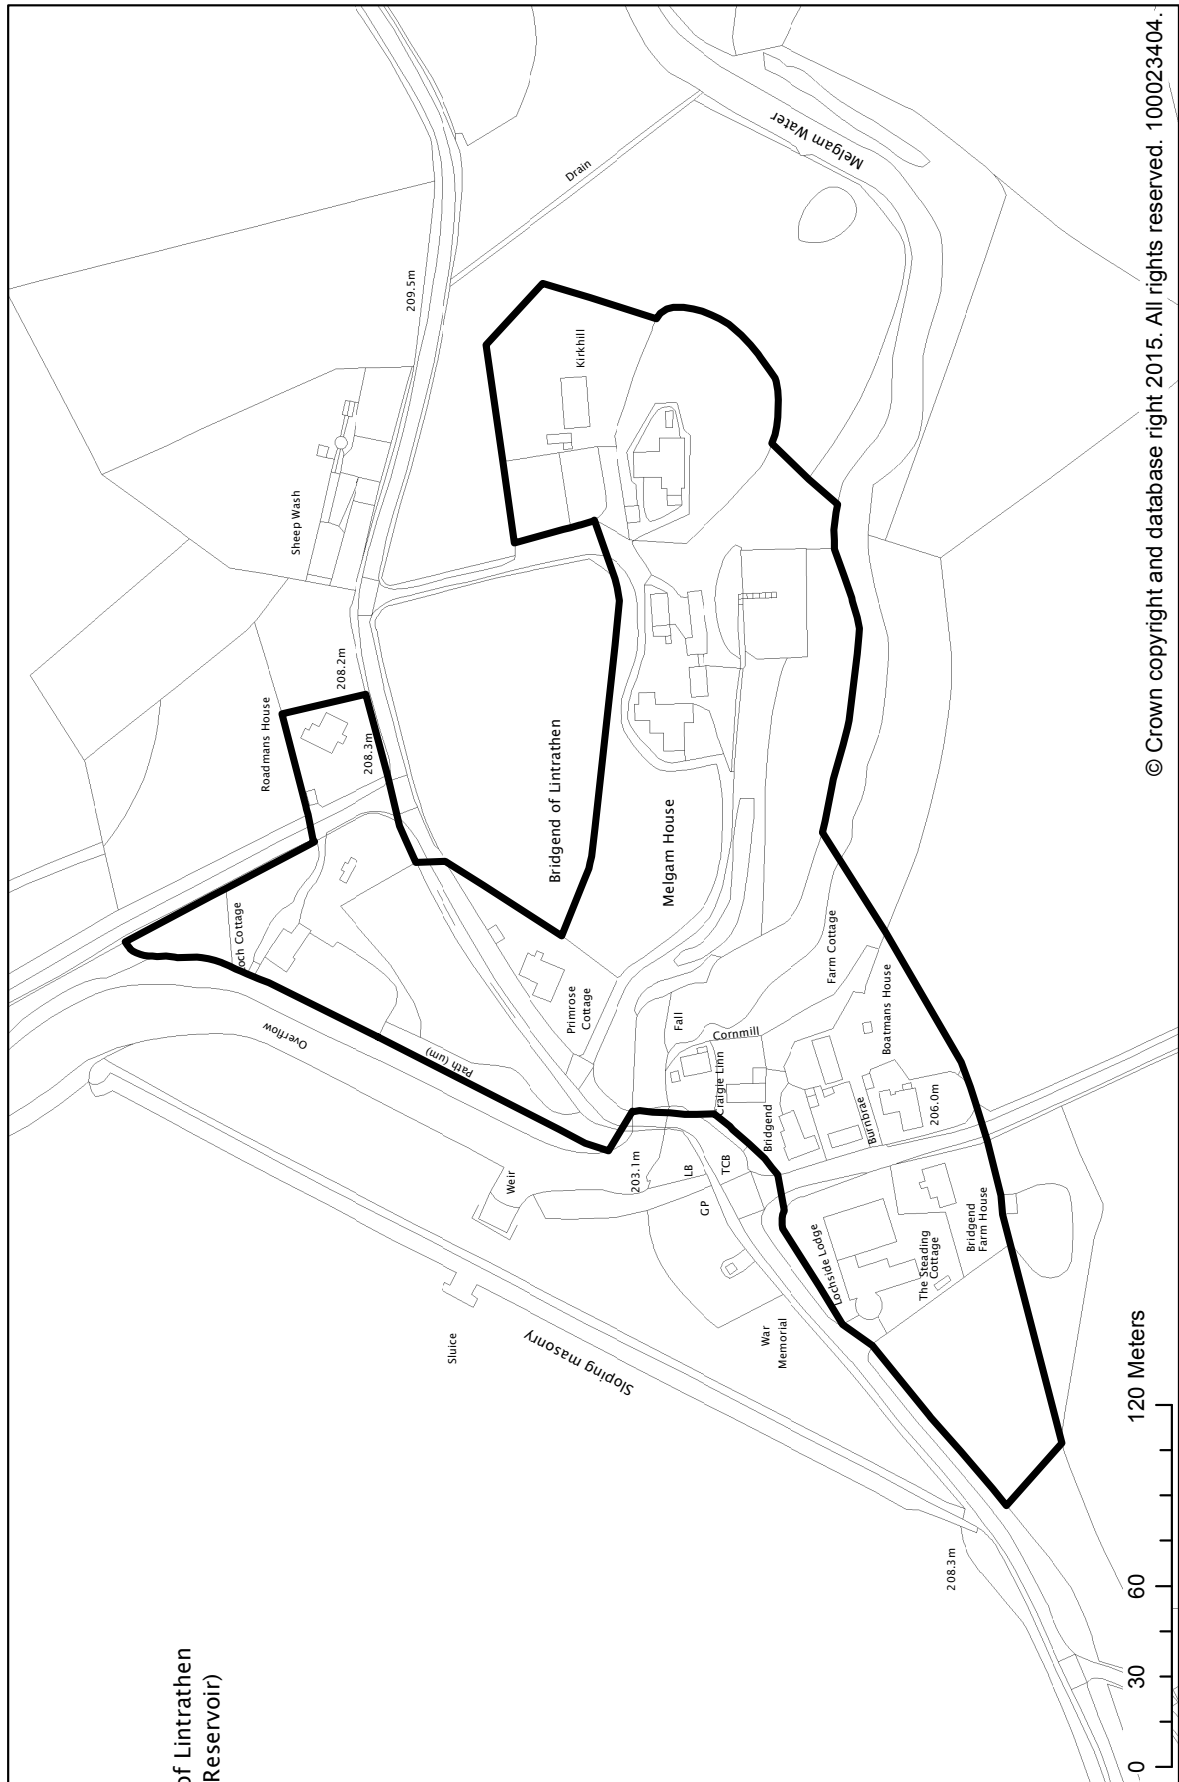 of Lintrathen
Reservoir)
Sheep Wash
209.5m
Drain
Melgam Water
Roadmans House
208.2m
208.3m
Kirkhill
och Cottage
Overflow
Path (um)
Bridgend of Lintrathen
Melgam House
Primrose
Cottage
Fall
Cornmill
Craigie Linn
Farm Cottage
Boatmans House
Bridgend
Burnbrae
206.0m
Weir
203.1m
LB
TCB
GP
Sluice
Sloping masonry
War
Memorial
Lochside Lodge
The Steading
Cottage
Bridgend
Farm House
208.3m
0 30 60 120 Meters
© Crown copyright and database right 2015. All rights reserved. 100023404.